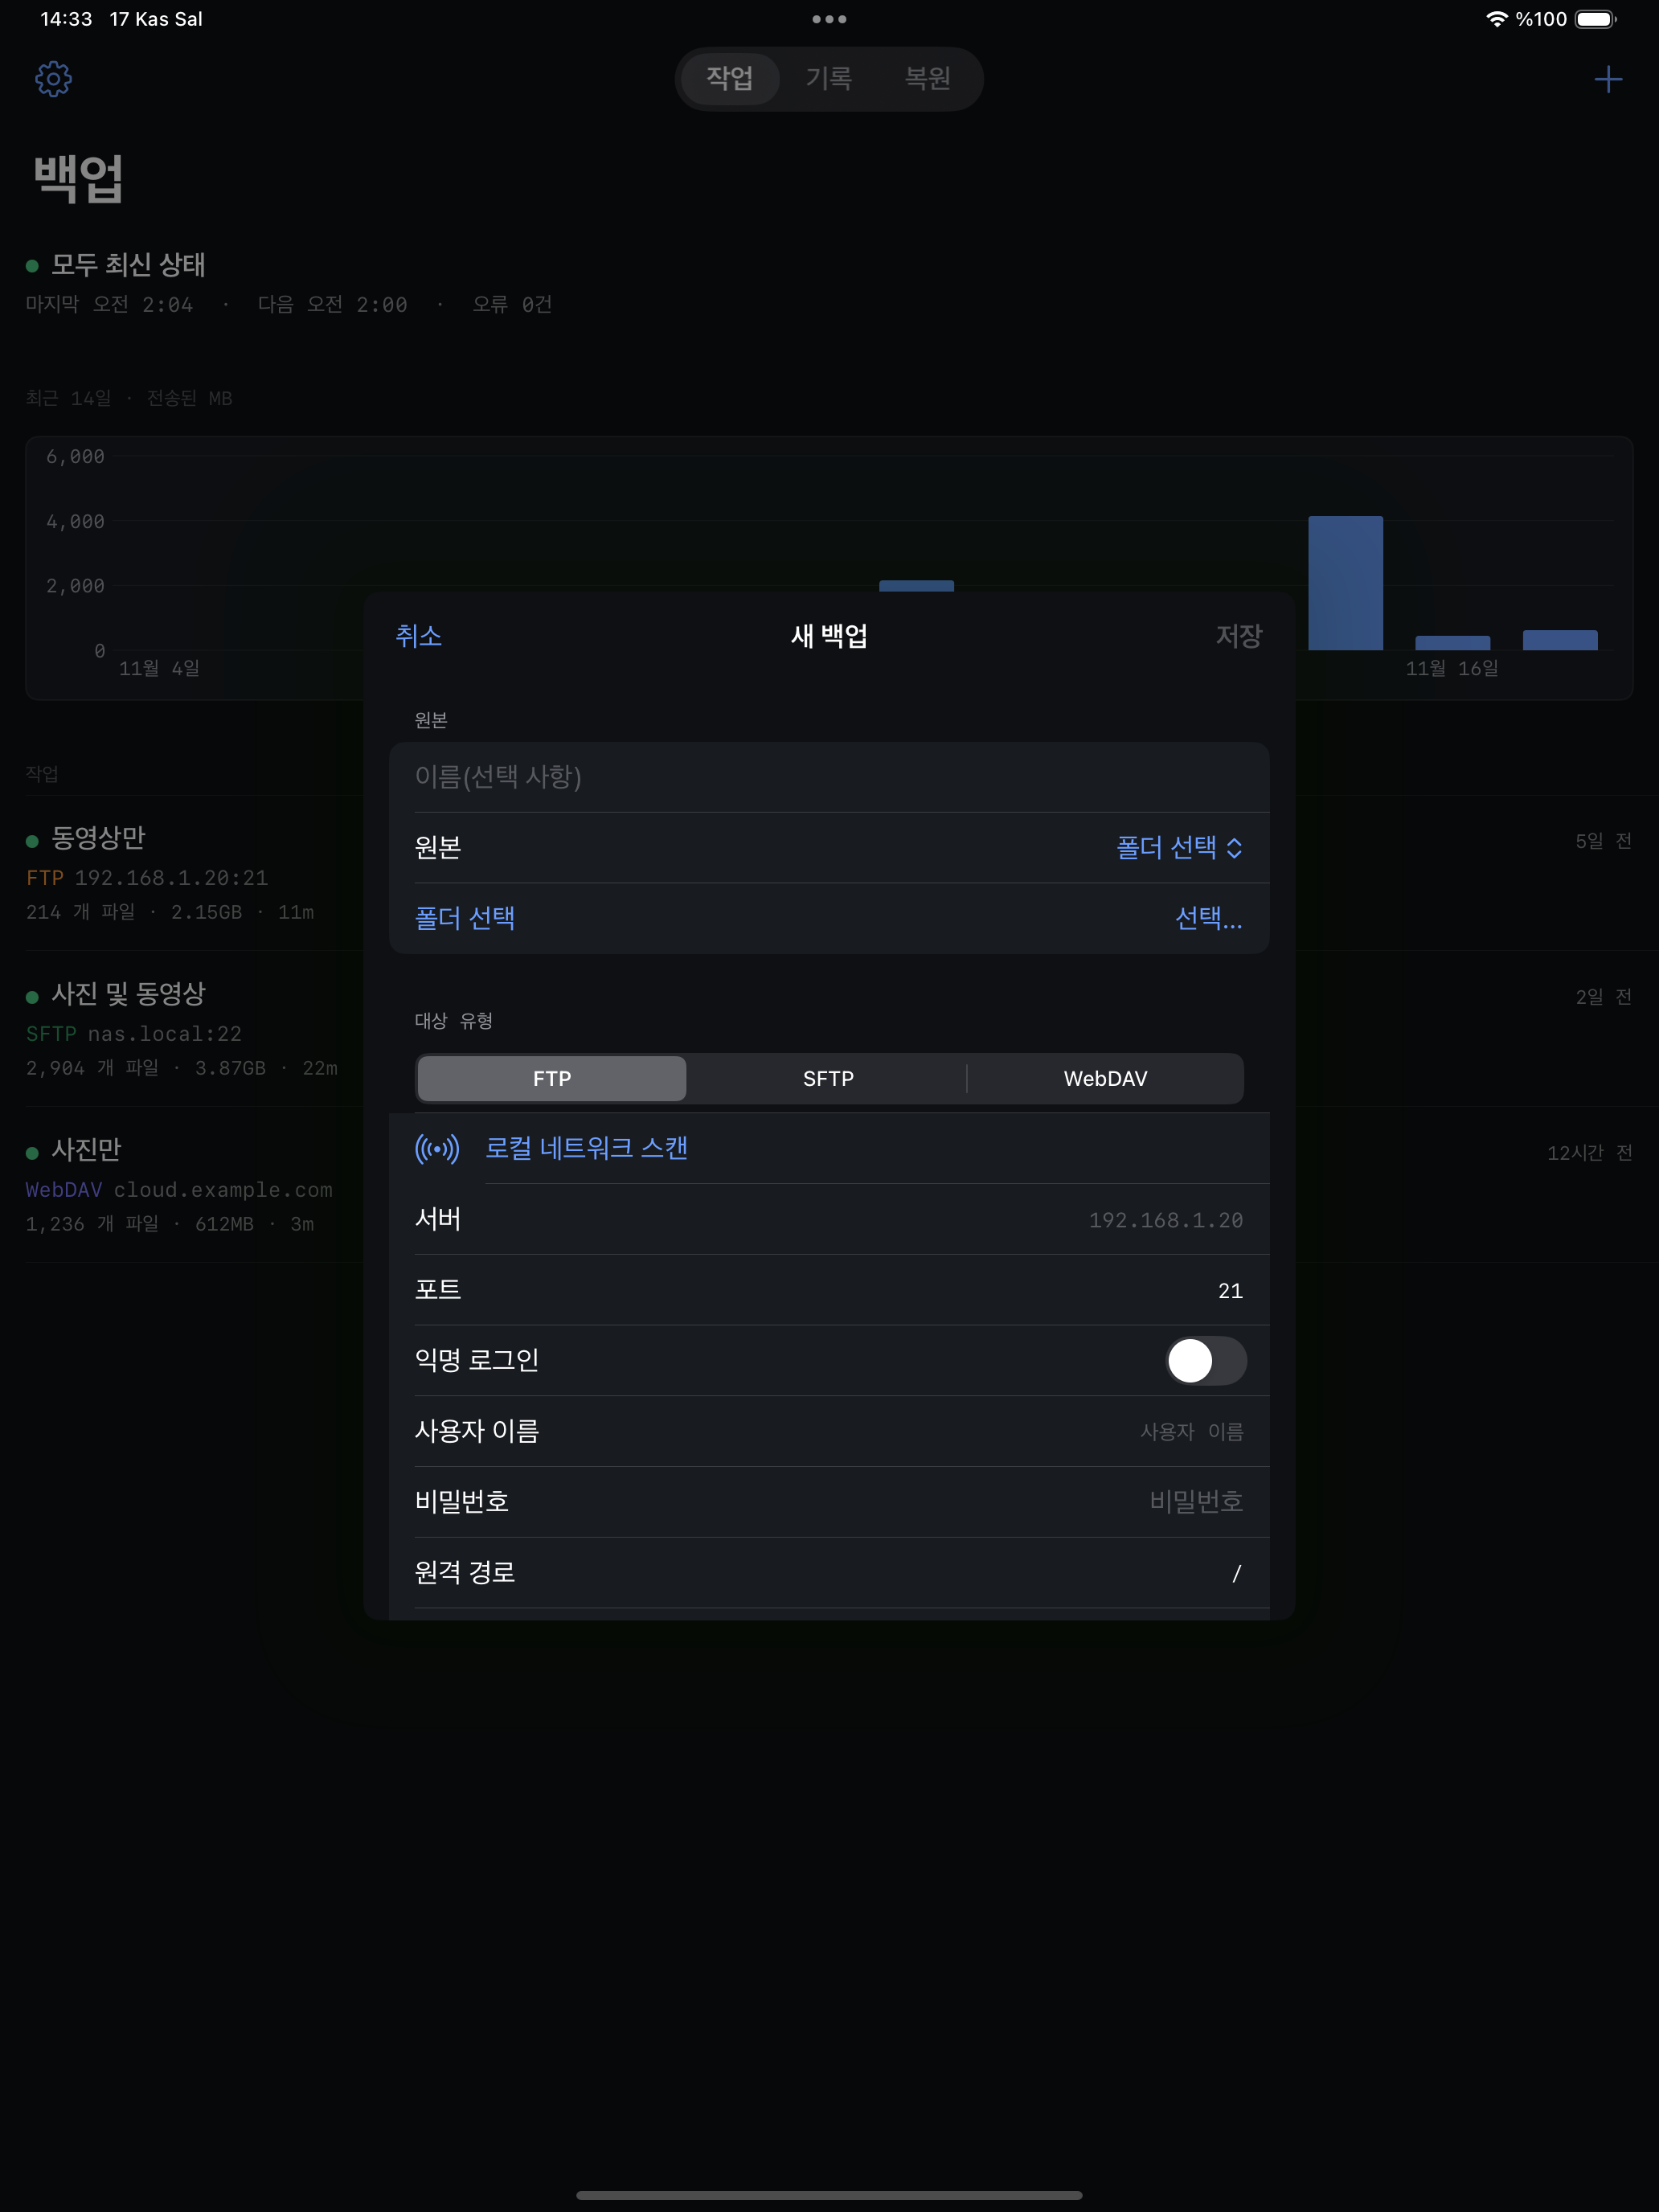 14:33 17 Kas Sal
%100
작업 기록 복원
백업
모두 최신 상태
마지막 오전 2:04 · 다음 오전 2:00 · 오류 0건
최근 14일 · 전송된 MB
6,000
4,000
2,000
0
11월 4일
11월 16일
작업
동영상만
5일 전
FTP 192.168.1.20:21
214 개 파일 · 2.15GB · 11m
사진 및 동영상
2일 전
SFTP nas.local:22
2,904 개 파일 · 3.87GB · 22m
사진만
12시간 전
WebDAV cloud.example.com
1,236 개 파일 · 612MB · 3m
취소 새 백업 저장
원본
이름(선택 사항)
원본 폴더 선택
폴더 선택 선택...
대상 유형
FTP SFTP WebDAV
로컬 네트워크 스캔
서버 192.168.1.20
포트 21
익명 로그인
사용자 이름 사용자 이름
비밀번호 비밀번호
원격 경로 /